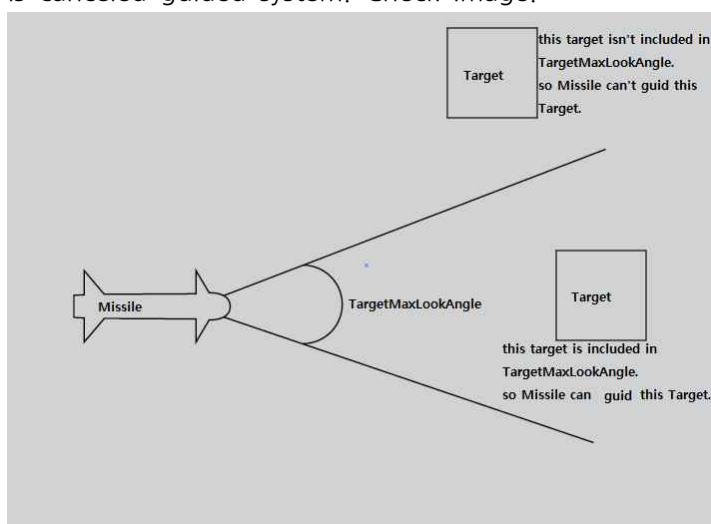 is canceled guided system. Check image.
Target
this target isn't included in
TargetMaxLookAngle.
so Missile can't guid this
Target.
Missile
TargetMaxLookAngle
Target
this target is included in
TargetMaxLookAngle.
so Missile can guid this Target.